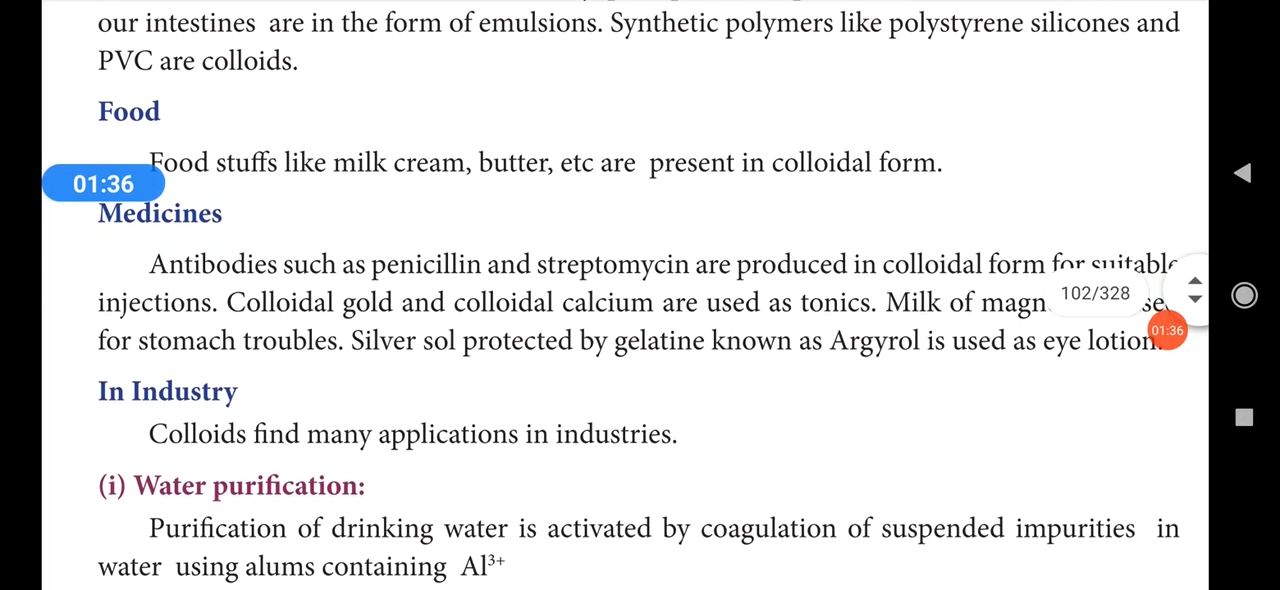 our intestines are in the form of emulsions. Synthetic polymers like polystyrene silicones and
PVC are colloids.
Food
Food stuffs like milk cream, butter, etc are present in colloidal form.
01:36
Medicines
Antibodies such as penicillin and streptomycin are produced in colloidal form for suitable
injections. Colloidal gold and colloidal calcium are used as tonics. Milk of
102/328
01:36
for stomach troubles. Silver sol protected by gelatine known as Argyrol is used as eye lotion.
In Industry
Colloids find many applications in industries.
(i) Water purification:
Purification of drinking water is activated by coagulation of suspended impurities in
water using alums containing Al³⁺